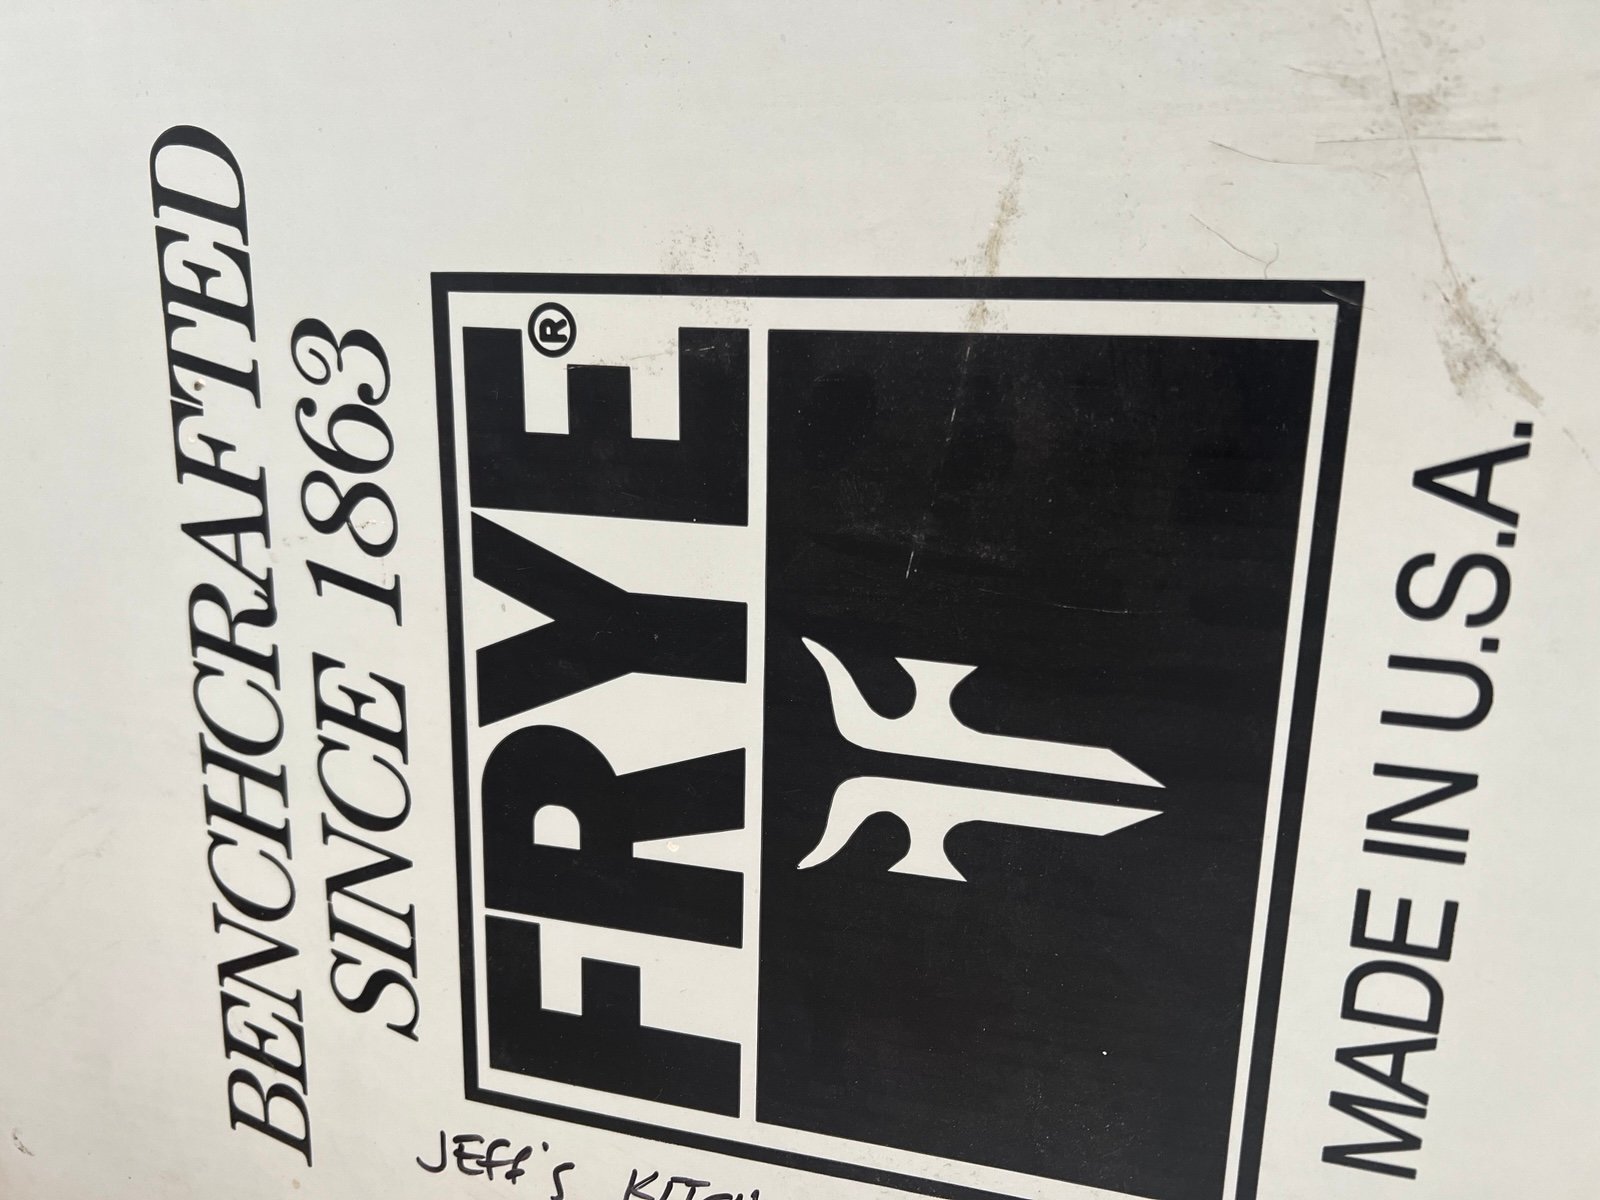 BENCHCRAFTED
SINCE 1863
FRYE®
MADE IN U.S.A.
JEFF'S